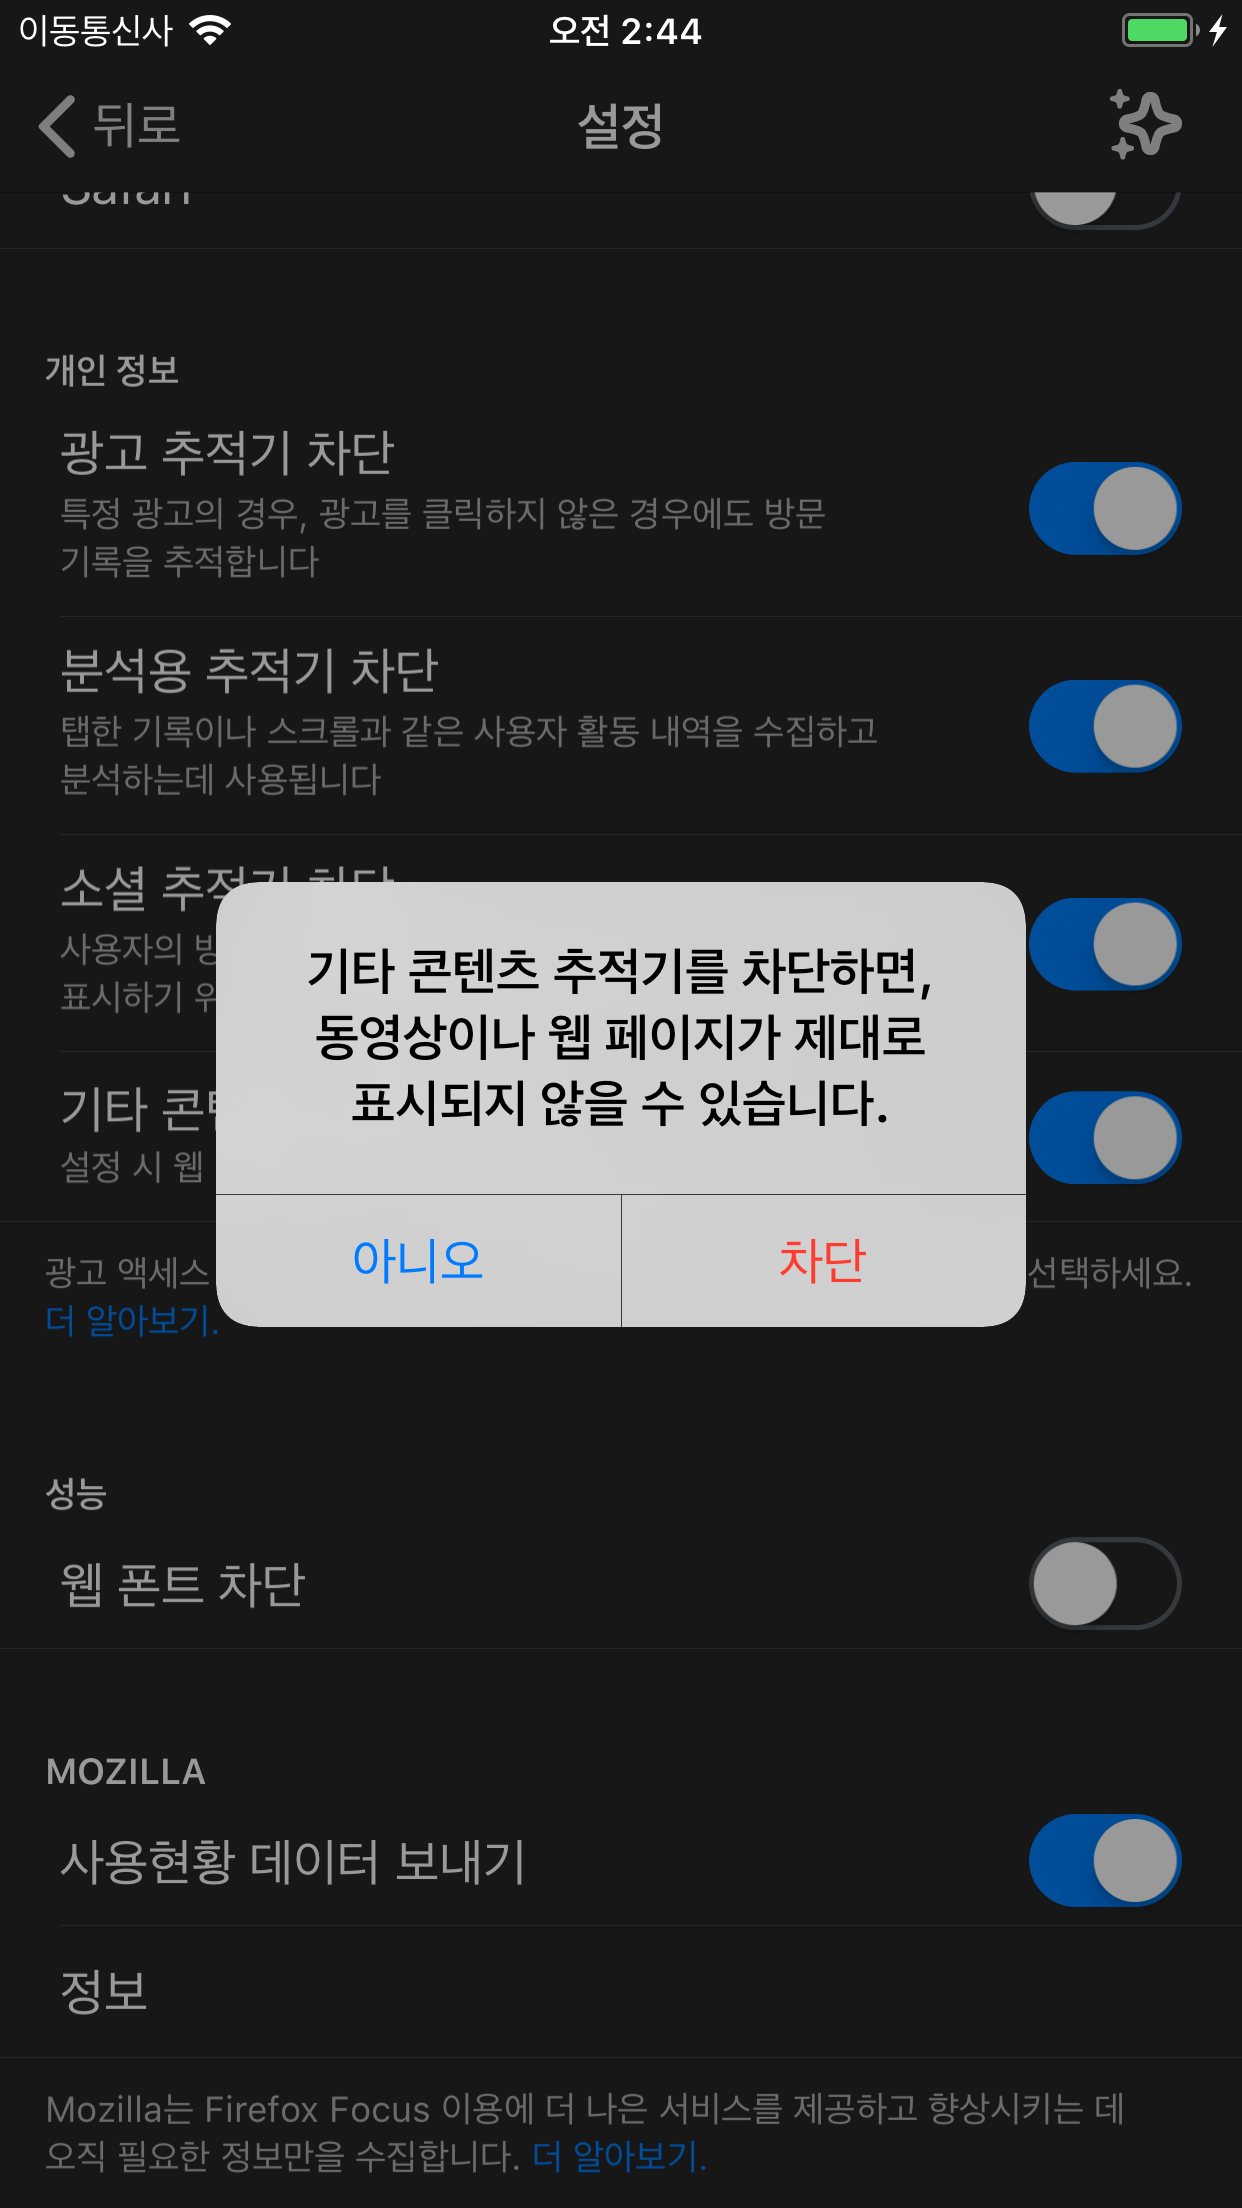 이동통신사
오전 2:44
뒤로
설정
Safari
개인 정보
광고 추적기 차단
특정 광고의 경우, 광고를 클릭하지 않은 경우에도 방문
기록을 추적합니다
분석용 추적기 차단
탭한 기록이나 스크롤과 같은 사용자 활동 내역을 수집하고
분석하는데 사용됩니다
소셜 추적기 차단
사용자의
표시하기
기타 콘텐츠 추적기를 차단하면,
동영상이나 웹 페이지가 제대로
표시되지 않을 수 있습니다.
아니오
차단
기타
설정 시 웹
광고 액세스
선택하세요.
더 알아보기.
성능
웹 폰트 차단
MOZILLA
사용현황 데이터 보내기
정보
Mozilla는 Firefox Focus 이용에 더 나은 서비스를 제공하고 향상시키는 데
오직 필요한 정보만을 수집합니다. 더 알아보기.